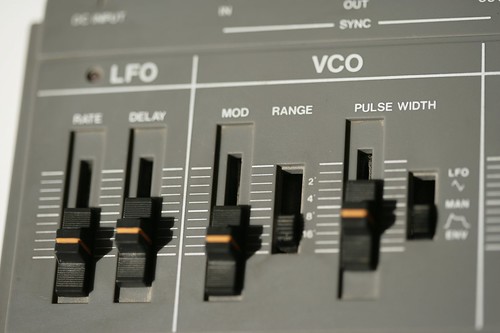 DC INPUT
IN
OUT
SYNC
LFO
VCO
RATE
DELAY
MOD
RANGE
PULSE WIDTH
2'
4'
8'
16'
LFO
MAN
ENV